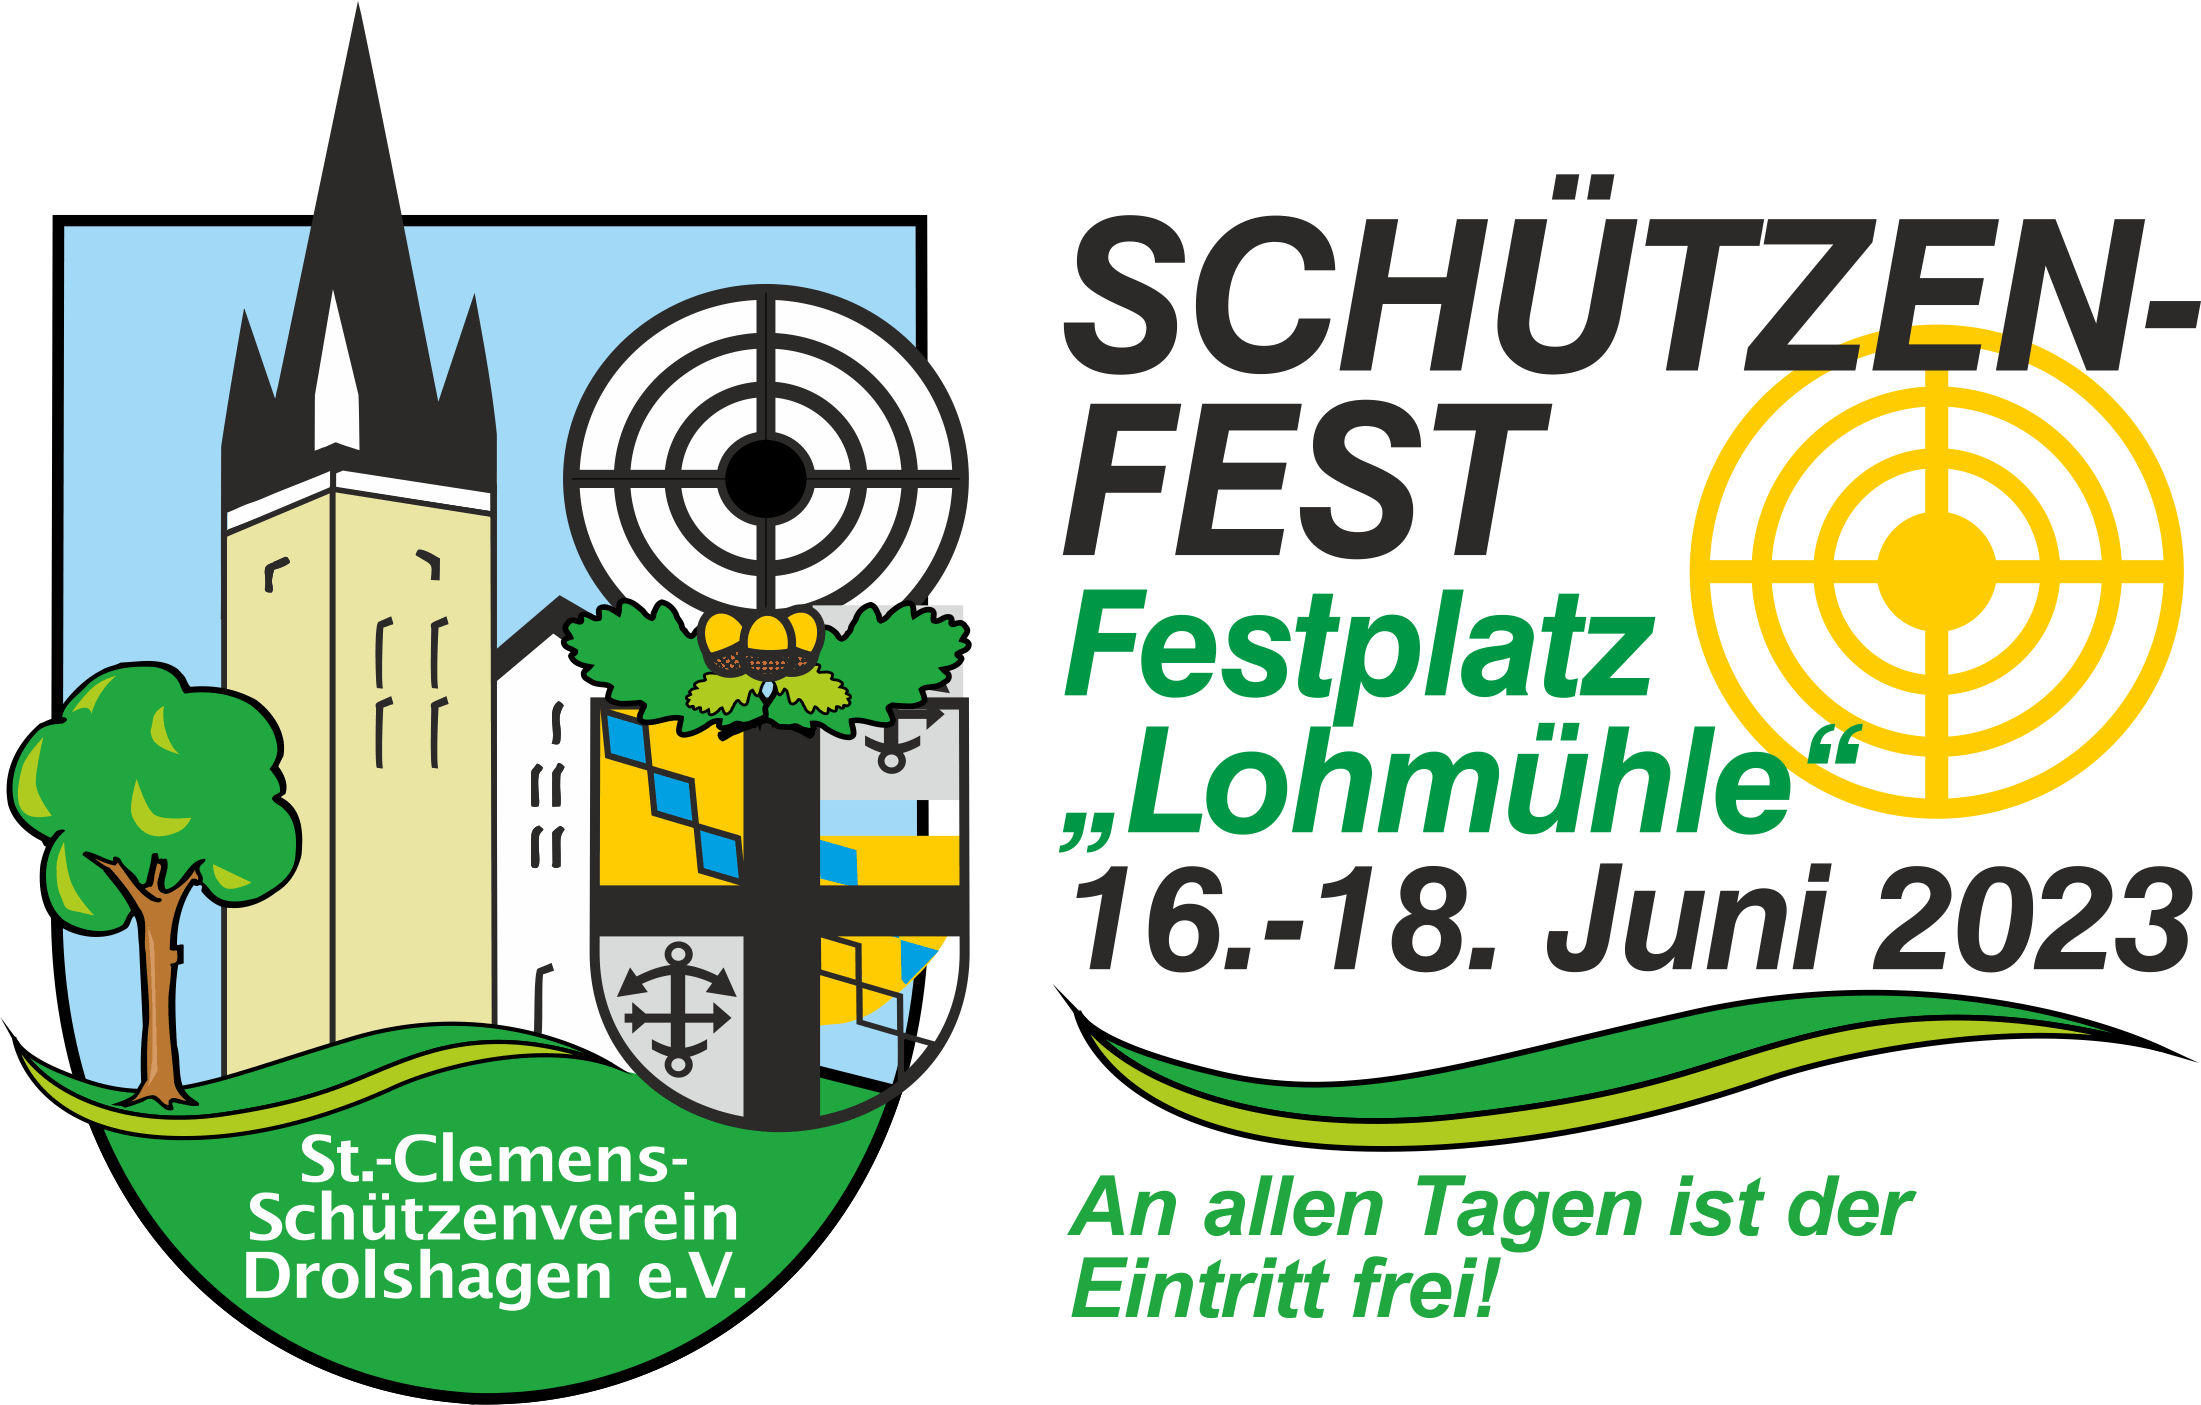 SCHÜTZEN-
FEST
Festplatz
„Lohmühle“
16.-18. Juni 2023
An allen Tagen ist der
Eintritt frei!
St.-Clemens-
Schützenverein
Drolshagen e.V.